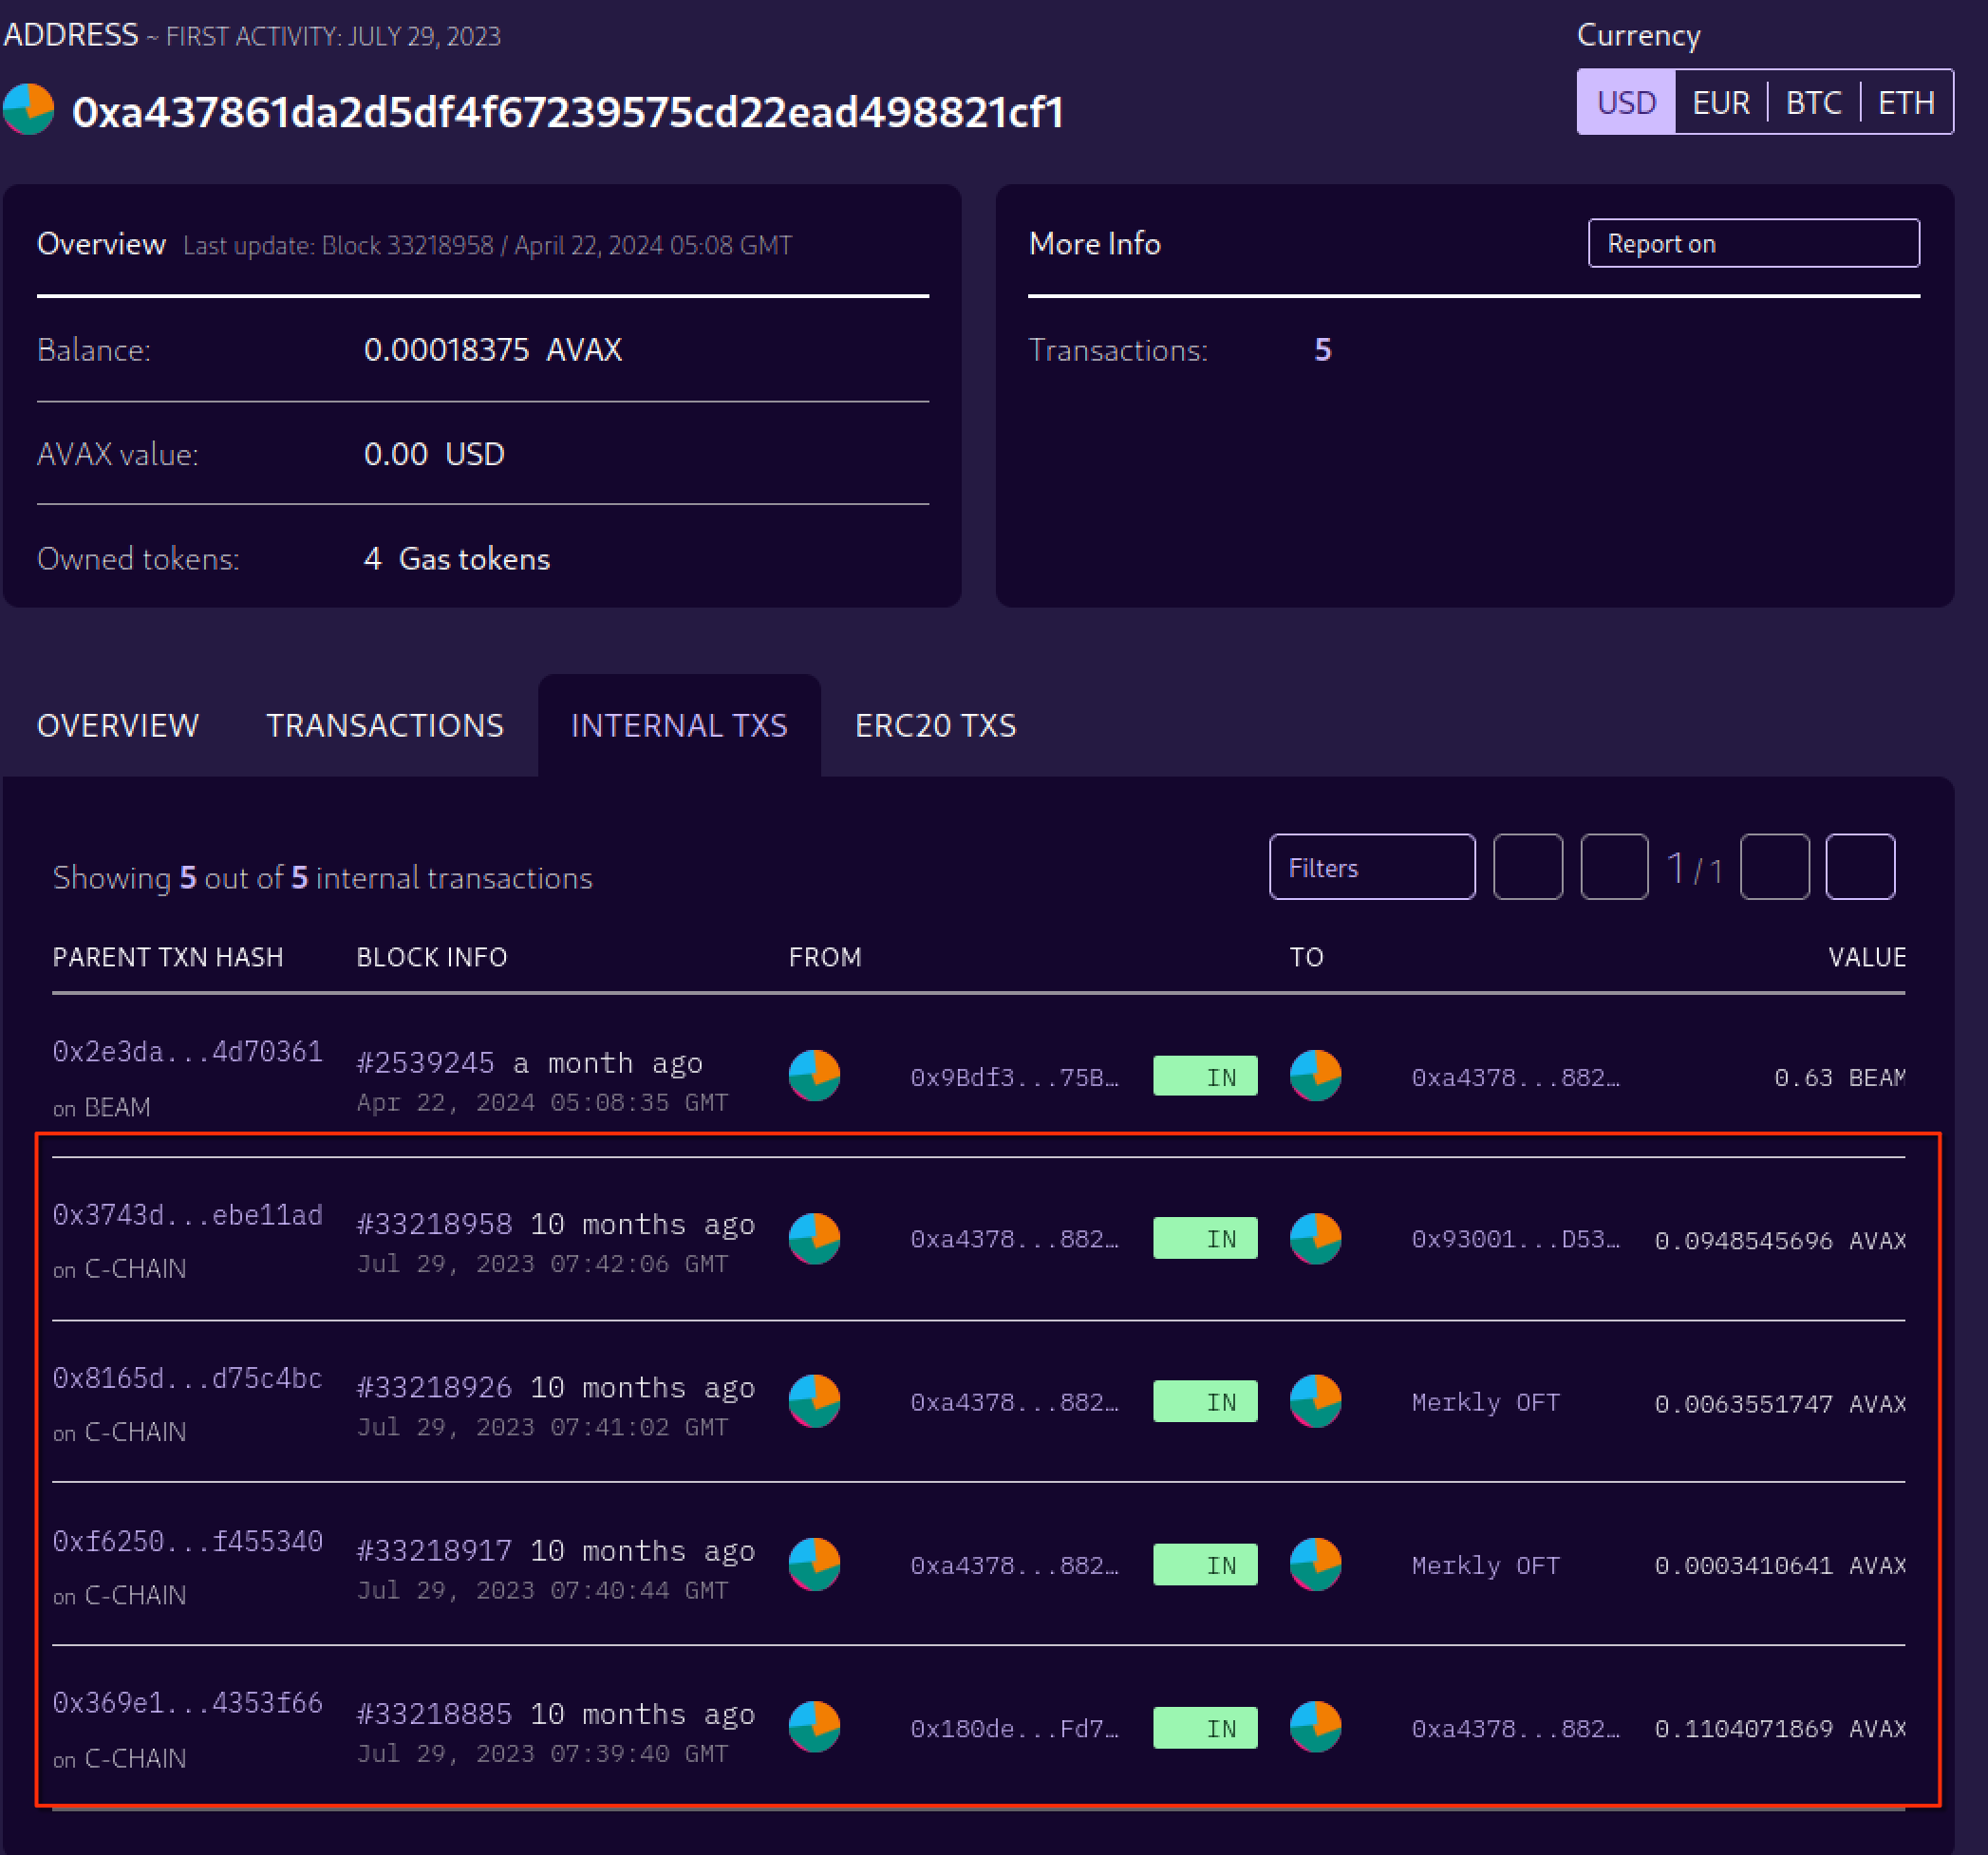 ADDRESS ~ FIRST ACTIVITY: JULY 29, 2023
Currency
0xa437861da2d5df4f67239575cd22ead498821cf1
USD EUR BTC ETH
Overview Last update: Block 33218958 / April 22, 2024 05:08 GMT
More Info
Report on
Balance: 0.00018375 AVAX
Transactions: 5
AVAX value: 0.00 USD
Owned tokens: 4 Gas tokens
OVERVIEW TRANSACTIONS INTERNAL TXS ERC20 TXS
Showing 5 out of 5 internal transactions
Filters
1 / 1
PARENT TXN HASH BLOCK INFO FROM TO VALUE
0x2e3da...4d70361 #2539245 a month ago 0x9Bdf3...75B… IN 0xa4378...882… 0.63 BEAM
on BEAM Apr 22, 2024 05:08:35 GMT
0x3743d...ebe11ad #33218958 10 months ago 0xa4378...882… IN 0x93001...D53… 0.0948545696 AVAX
on C-CHAIN Jul 29, 2023 07:42:06 GMT
0x8165d...d75c4bc #33218926 10 months ago 0xa4378...882… IN Merkly OFT 0.0063551747 AVAX
on C-CHAIN Jul 29, 2023 07:41:02 GMT
0xf6250...f455340 #33218917 10 months ago 0xa4378...882… IN Merkly OFT 0.0003410641 AVAX
on C-CHAIN Jul 29, 2023 07:40:44 GMT
0x369e1...4353f66 #33218885 10 months ago 0x180de...Fd7… IN 0xa4378...882… 0.1104071869 AVAX
on C-CHAIN Jul 29, 2023 07:39:40 GMT